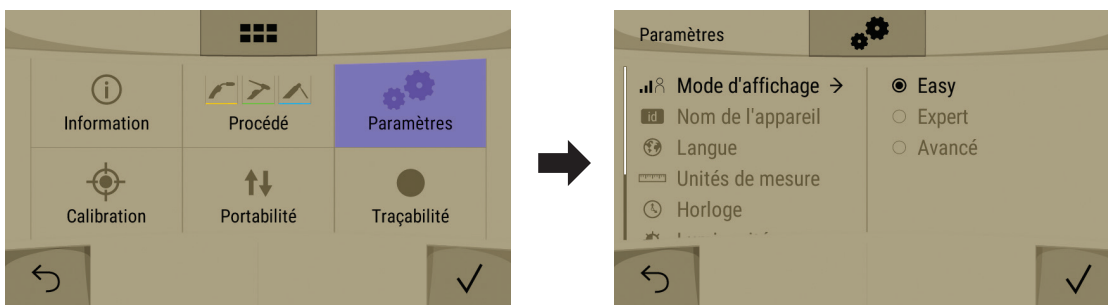 Information
Procédé
Paramètres
Calibration
Portabilité
Traçabilité
Paramètres
Mode d'affichage → Easy
id Nom de l'appareil Expert
Langue Avancé
Unités de mesure
Horloge